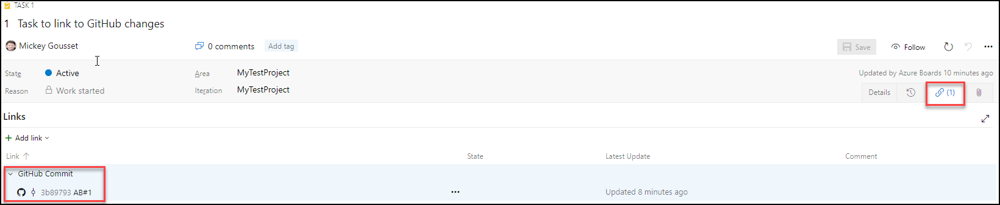 TASK 1
1 Task to link to GitHub changes
Mickey Gousset 0 comments Add tag Save Follow
State Active Area MyTestProject Updated by Azure Boards 10 minutes ago
Reason Work started Iteration MyTestProject Details (1)
Links
Add link
Link State Latest Update Comment
GitHub Commit
3b89793 AB#1 Updated 8 minutes ago